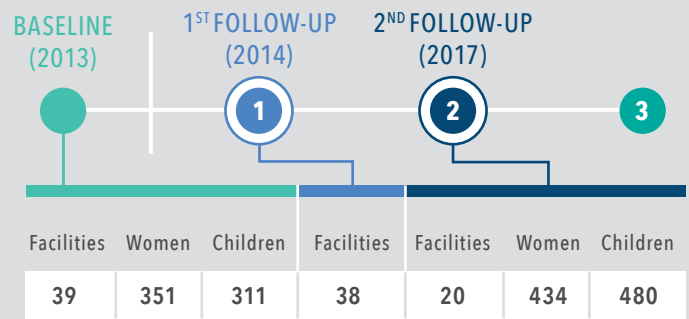 BASELINE
(2013)
1ST FOLLOW-UP
(2014)
2ND FOLLOW-UP
(2017)
1
2
3
Facilities Women Children Facilities Facilities Women Children
39 351 311 38 20 434 480